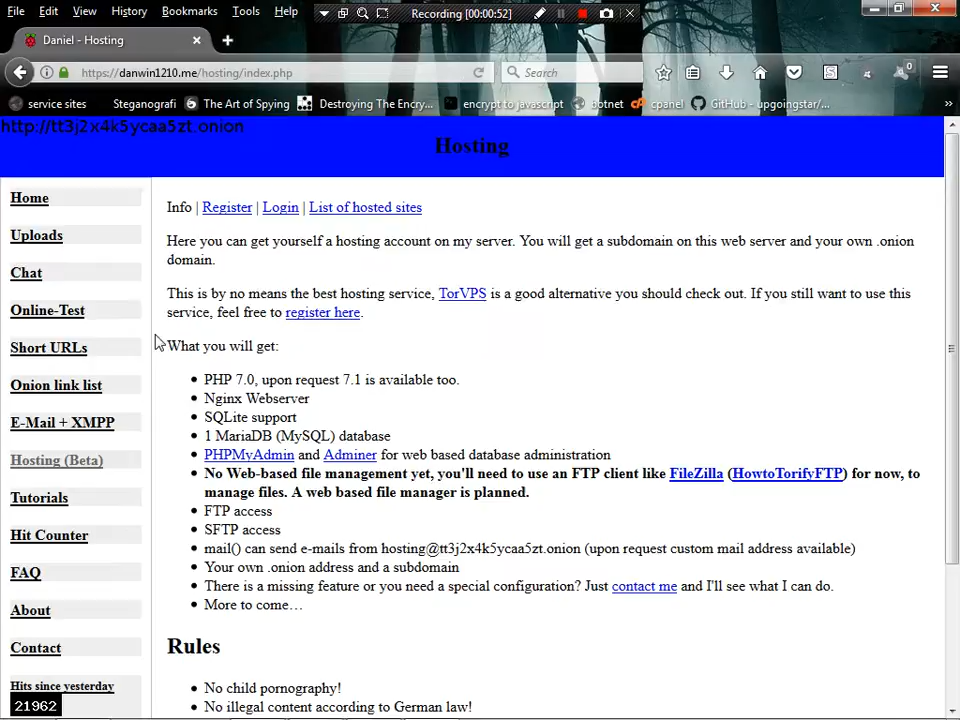 File Edit View History Bookmarks Tools Help
Recording [00:00:52]
Daniel - Hosting
https://danwin1210.me/hosting/index.php
Search
0
service sites Steganografi The Art of Spying Destroying The Encry... encrypt to javascript botnet cpanel GitHub - upgoingstar/...
http://tt3j2x4k5ycaa5zt.onion
Hosting
Home
Uploads
Chat
Online-Test
Short URLs
Onion link list
E-Mail + XMPP
Hosting (Beta)
Tutorials
Hit Counter
FAQ
About
Contact
Hits since yesterday
21962
Info | Register | Login | List of hosted sites
Here you can get yourself a hosting account on my server. You will get a subdomain on this web server and your own .onion
domain.
This is by no means the best hosting service, TorVPS is a good alternative you should check out. If you still want to use this
service, feel free to register here.
What you will get:
PHP 7.0, upon request 7.1 is available too.
Nginx Webserver
SQLite support
1 MariaDB (MySQL) database
PHPMyAdmin and Adminer for web based database administration
No Web-based file management yet, you'll need to use an FTP client like FileZilla (HowtoTorifyFTP) for now, to
manage files. A web based file manager is planned.
FTP access
SFTP access
mail() can send e-mails from hosting@tt3j2x4k5ycaa5zt.onion (upon request custom mail address available)
Your own .onion address and a subdomain
There is a missing feature or you need a special configuration? Just contact me and I'll see what I can do.
More to come…
Rules
No child pornography!
No illegal content according to German law!